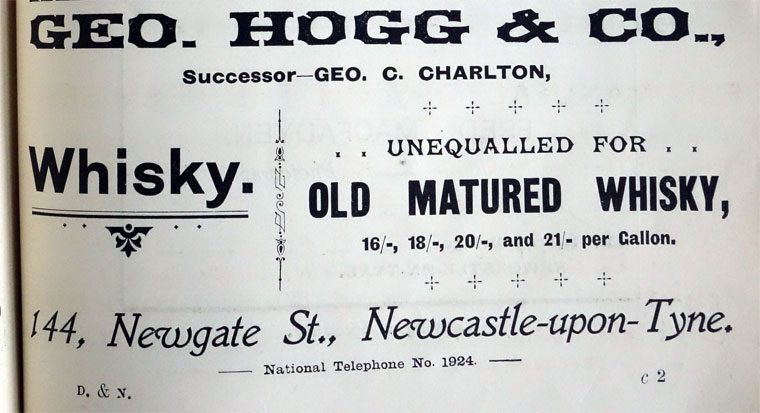 GEO. HOGG & CO.,
Successor—GEO. C. CHARLTON,
Whisky.
. . UNEQUALLED FOR . .
OLD MATURED WHISKY,
16/-, 18/-, 20/-, and 21/- per Gallon.
144, Newgate St., Newcastle-upon-Tyne.
National Telephone No. 1924.
D. & N.
c 2